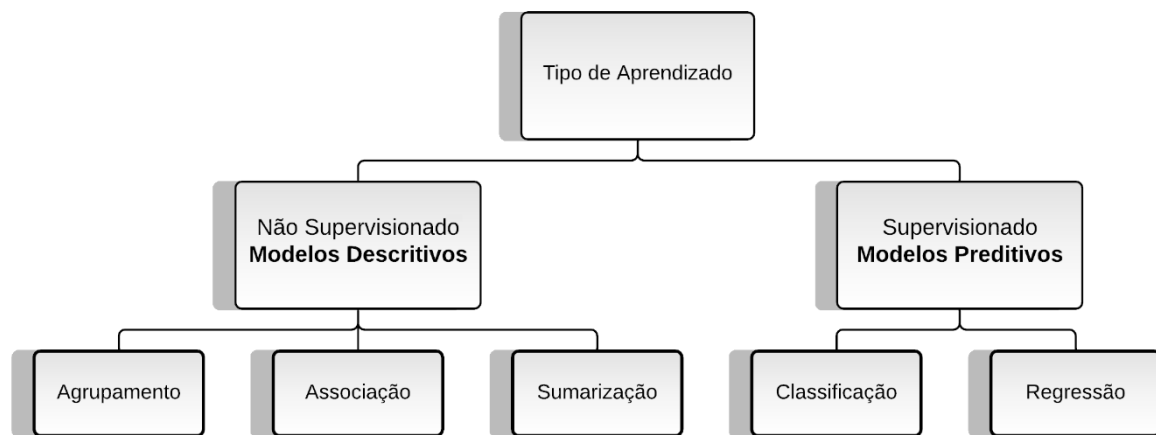 Tipo de Aprendizado
Não Supervisionado
Modelos Descritivos
Supervisionado
Modelos Preditivos
Agrupamento
Associação
Sumarização
Classificação
Regressão